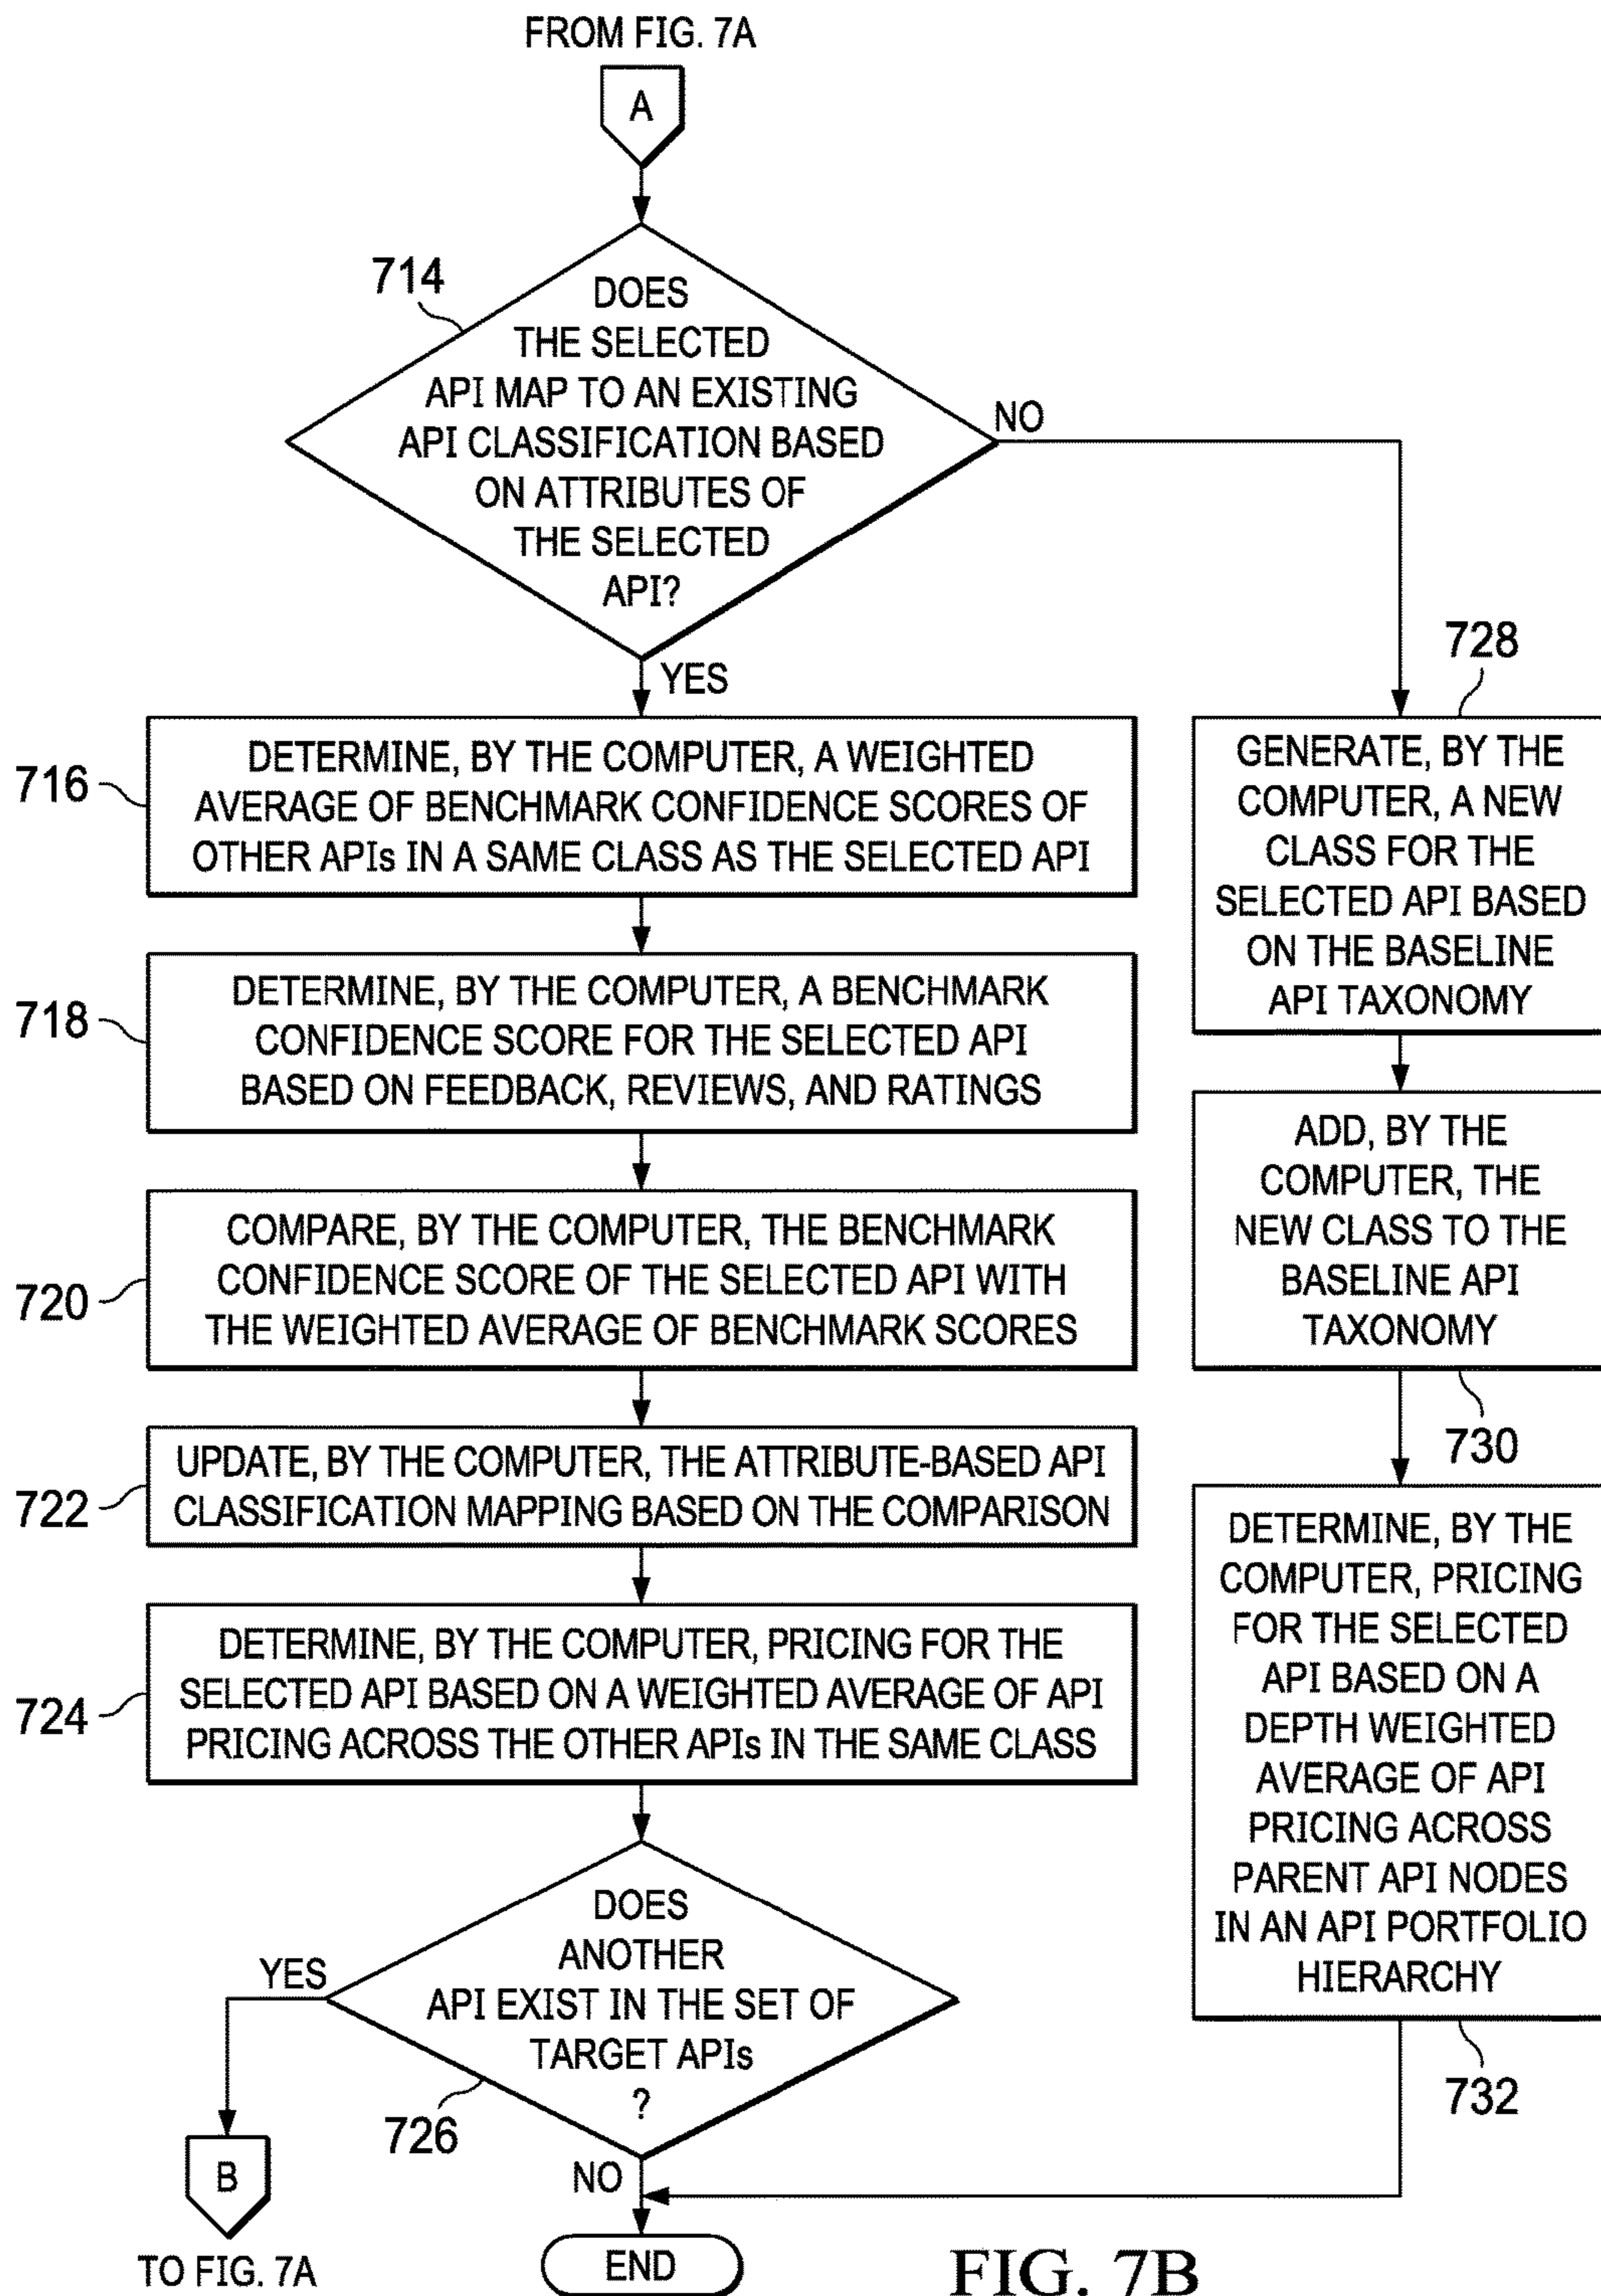 FROM FIG. 7A
A
714
DOES
THE SELECTED
API MAP TO AN EXISTING
API CLASSIFICATION BASED
ON ATTRIBUTES OF
THE SELECTED
API?
NO
YES
716
DETERMINE, BY THE COMPUTER, A WEIGHTED
AVERAGE OF BENCHMARK CONFIDENCE SCORES OF
OTHER APIs IN A SAME CLASS AS THE SELECTED API
718
DETERMINE, BY THE COMPUTER, A BENCHMARK
CONFIDENCE SCORE FOR THE SELECTED API
BASED ON FEEDBACK, REVIEWS, AND RATINGS
720
COMPARE, BY THE COMPUTER, THE BENCHMARK
CONFIDENCE SCORE OF THE SELECTED API WITH
THE WEIGHTED AVERAGE OF BENCHMARK SCORES
722
UPDATE, BY THE COMPUTER, THE ATTRIBUTE-BASED API
CLASSIFICATION MAPPING BASED ON THE COMPARISON
724
DETERMINE, BY THE COMPUTER, PRICING FOR THE
SELECTED API BASED ON A WEIGHTED AVERAGE OF API
PRICING ACROSS THE OTHER APIs IN THE SAME CLASS
DOES
ANOTHER
API EXIST IN THE SET OF
TARGET APIs
?
726
YES
B
TO FIG. 7A
NO
END
728
GENERATE, BY THE
COMPUTER, A NEW
CLASS FOR THE
SELECTED API BASED
ON THE BASELINE
API TAXONOMY
ADD, BY THE
COMPUTER, THE
NEW CLASS TO THE
BASELINE API
TAXONOMY
730
DETERMINE, BY THE
COMPUTER, PRICING
FOR THE SELECTED
API BASED ON A
DEPTH WEIGHTED
AVERAGE OF API
PRICING ACROSS
PARENT API NODES
IN AN API PORTFOLIO
HIERARCHY
732
FIG. 7B